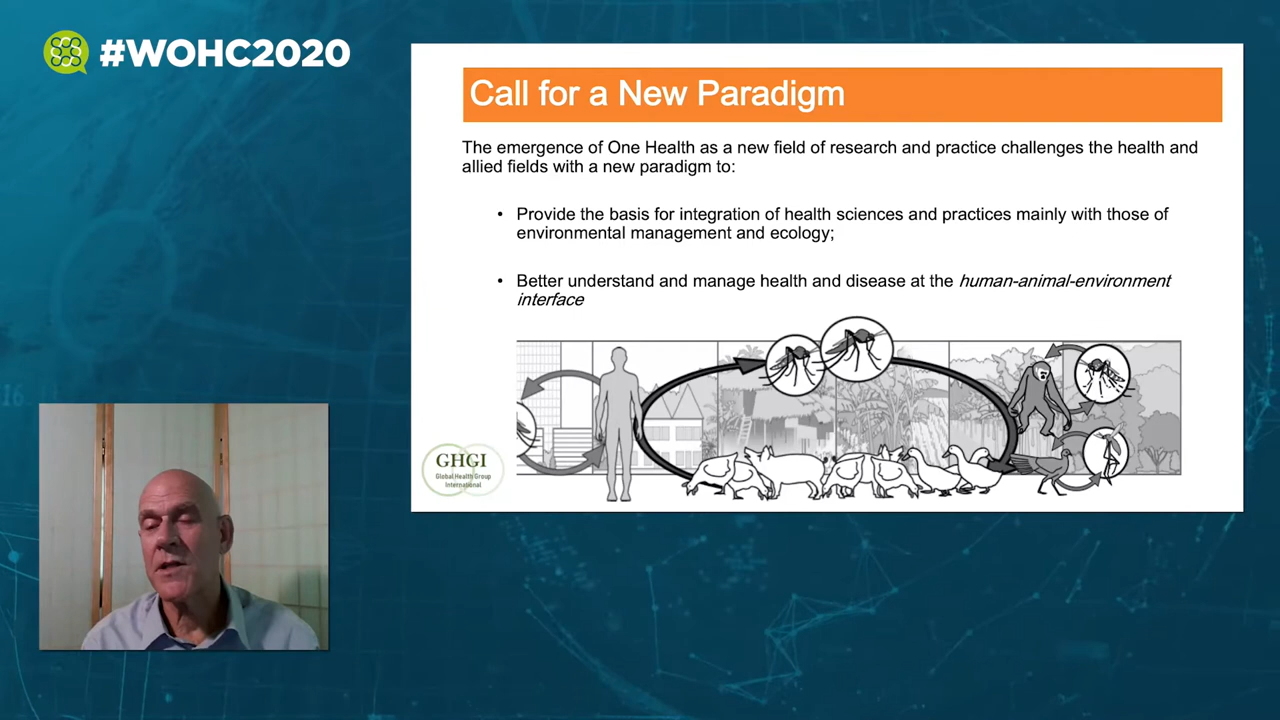 #WOHC2020
Call for a New Paradigm
The emergence of One Health as a new field of research and practice challenges the health and
allied fields with a new paradigm to:
• Provide the basis for integration of health sciences and practices mainly with those of
environmental management and ecology;
• Better understand and manage health and disease at the human-animal-environment
interface
GHGI
Global Health Group
International